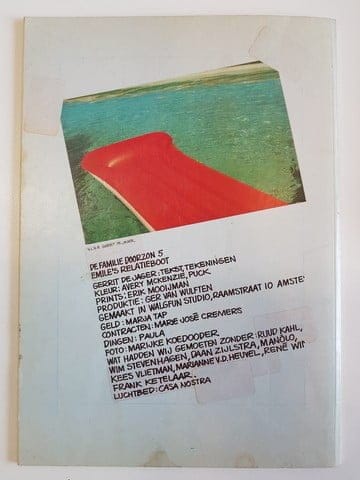 DE FAMILIE DOORZON 5
EMILE'S RELATIEBOOT
GERRIT DE JAGER: TEKST, TEKENINGEN
KLEUR: AVERY MCKENZIE, PUCK.
PRINTS: ERIK MOOIJMAN
PRODUKTIE: GER VAN WULFTEN
GEMAAKT IN WALGFUN STUDIO, RAAMSTRAAT 10 AMSTE
GELD: MARIJA TAP
CONTRACTEN: MARIE JOSÉ CREMERS
DINGEN: PAULA
FOTO: MARIJKE KOEDOODER
WAT HADDEN WIJ GEMOETEN ZONDER: RUUD KAHL,
WIM STEVENHAGEN, DAAN ZIJLSTRA, MANOLO,
KEES VLIETMAN, MARIANNE V.D. HEUVEL, RENÉ WIN
FRANK KETELAAR.
LUCHTBED: CASA NOSTRA